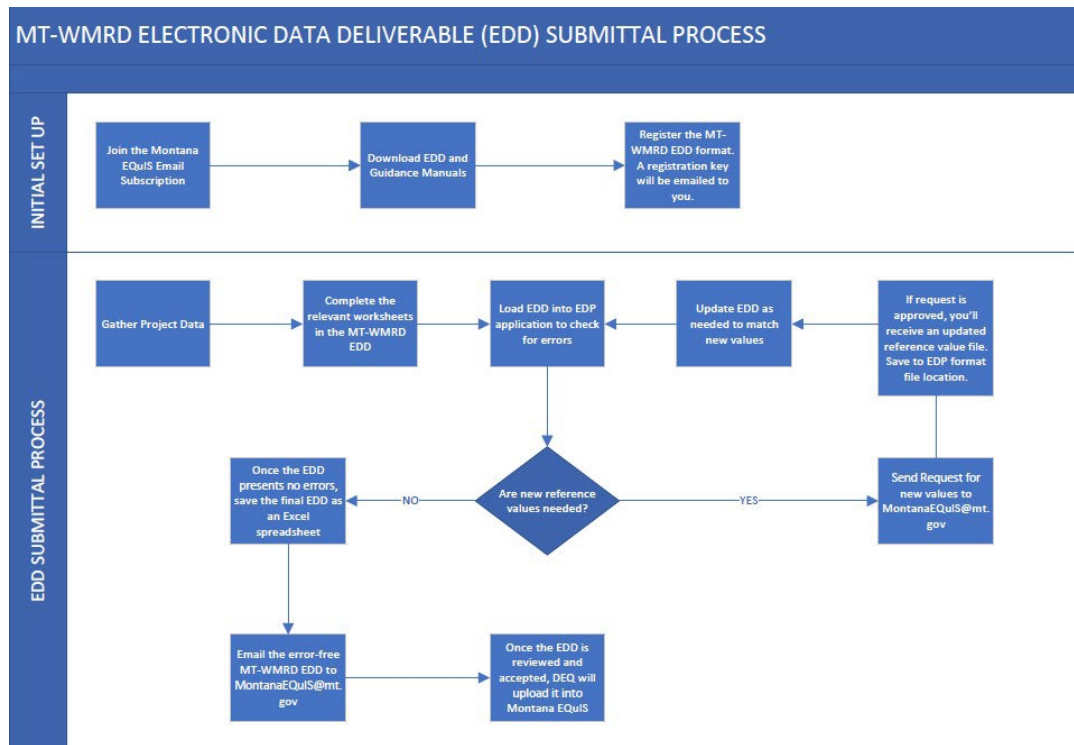 MT-WMRD ELECTRONIC DATA DELIVERABLE (EDD) SUBMITTAL PROCESS
INITIAL SET UP
Join the Montana
EQuIS Email
Subscription
Download EDD and
Guidance Manuals
Register the MT-
WMRD EDD format.
A registration key
will be emailed to
you.
EDD SUBMITTAL PROCESS
Gather Project Data
Complete the
relevant worksheets
in the MT-WMRD
EDD
Load EDD into EDP
application to check
for errors
Update EDD as
needed to match
new values
If request is
approved, you'll
receive an updated
reference value file.
Save to EDP format
file location.
Once the EDD
presents no errors,
save the final EDD as
an Excel
spreadsheet
NO
Are new reference
values needed?
YES
Send Request for
new values to
MontanaEQuIS@mt.
gov
Email the error-free
MT-WMRD EDD to
MontanaEQuIS@mt.
gov
Once the EDD is
reviewed and
accepted, DEQ will
upload it into
Montana EQuIS